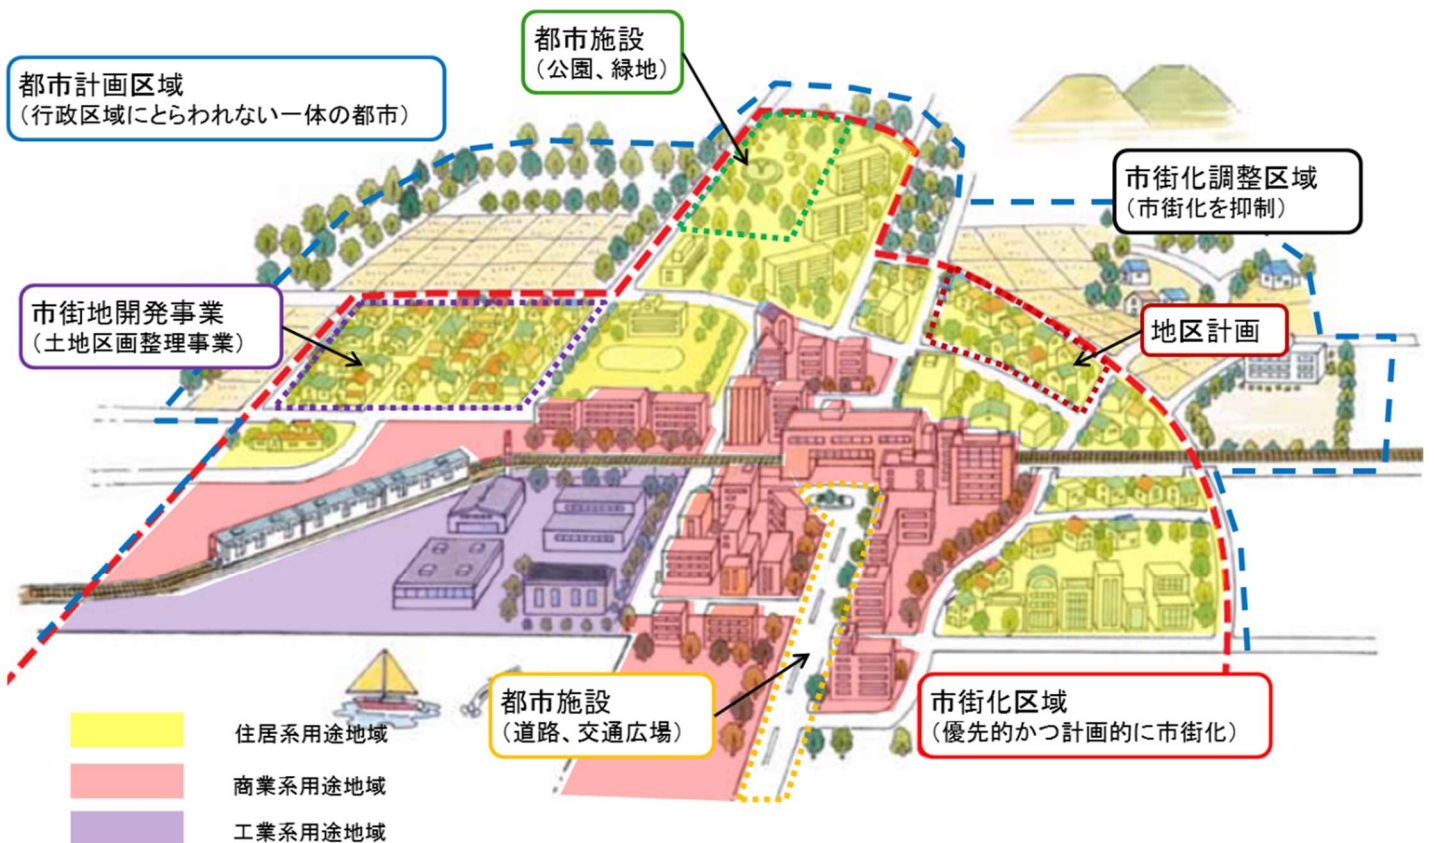 都市施設
（公園、緑地）
都市計画区域
（行政区域にとらわれない一体の都市）
市街化調整区域
（市街化を抑制）
市街地開発事業
（土地区画整理事業）
地区計画
都市施設
（道路、交通広場）
市街化区域
（優先的かつ計画的に市街化）
住居系用途地域
商業系用途地域
工業系用途地域